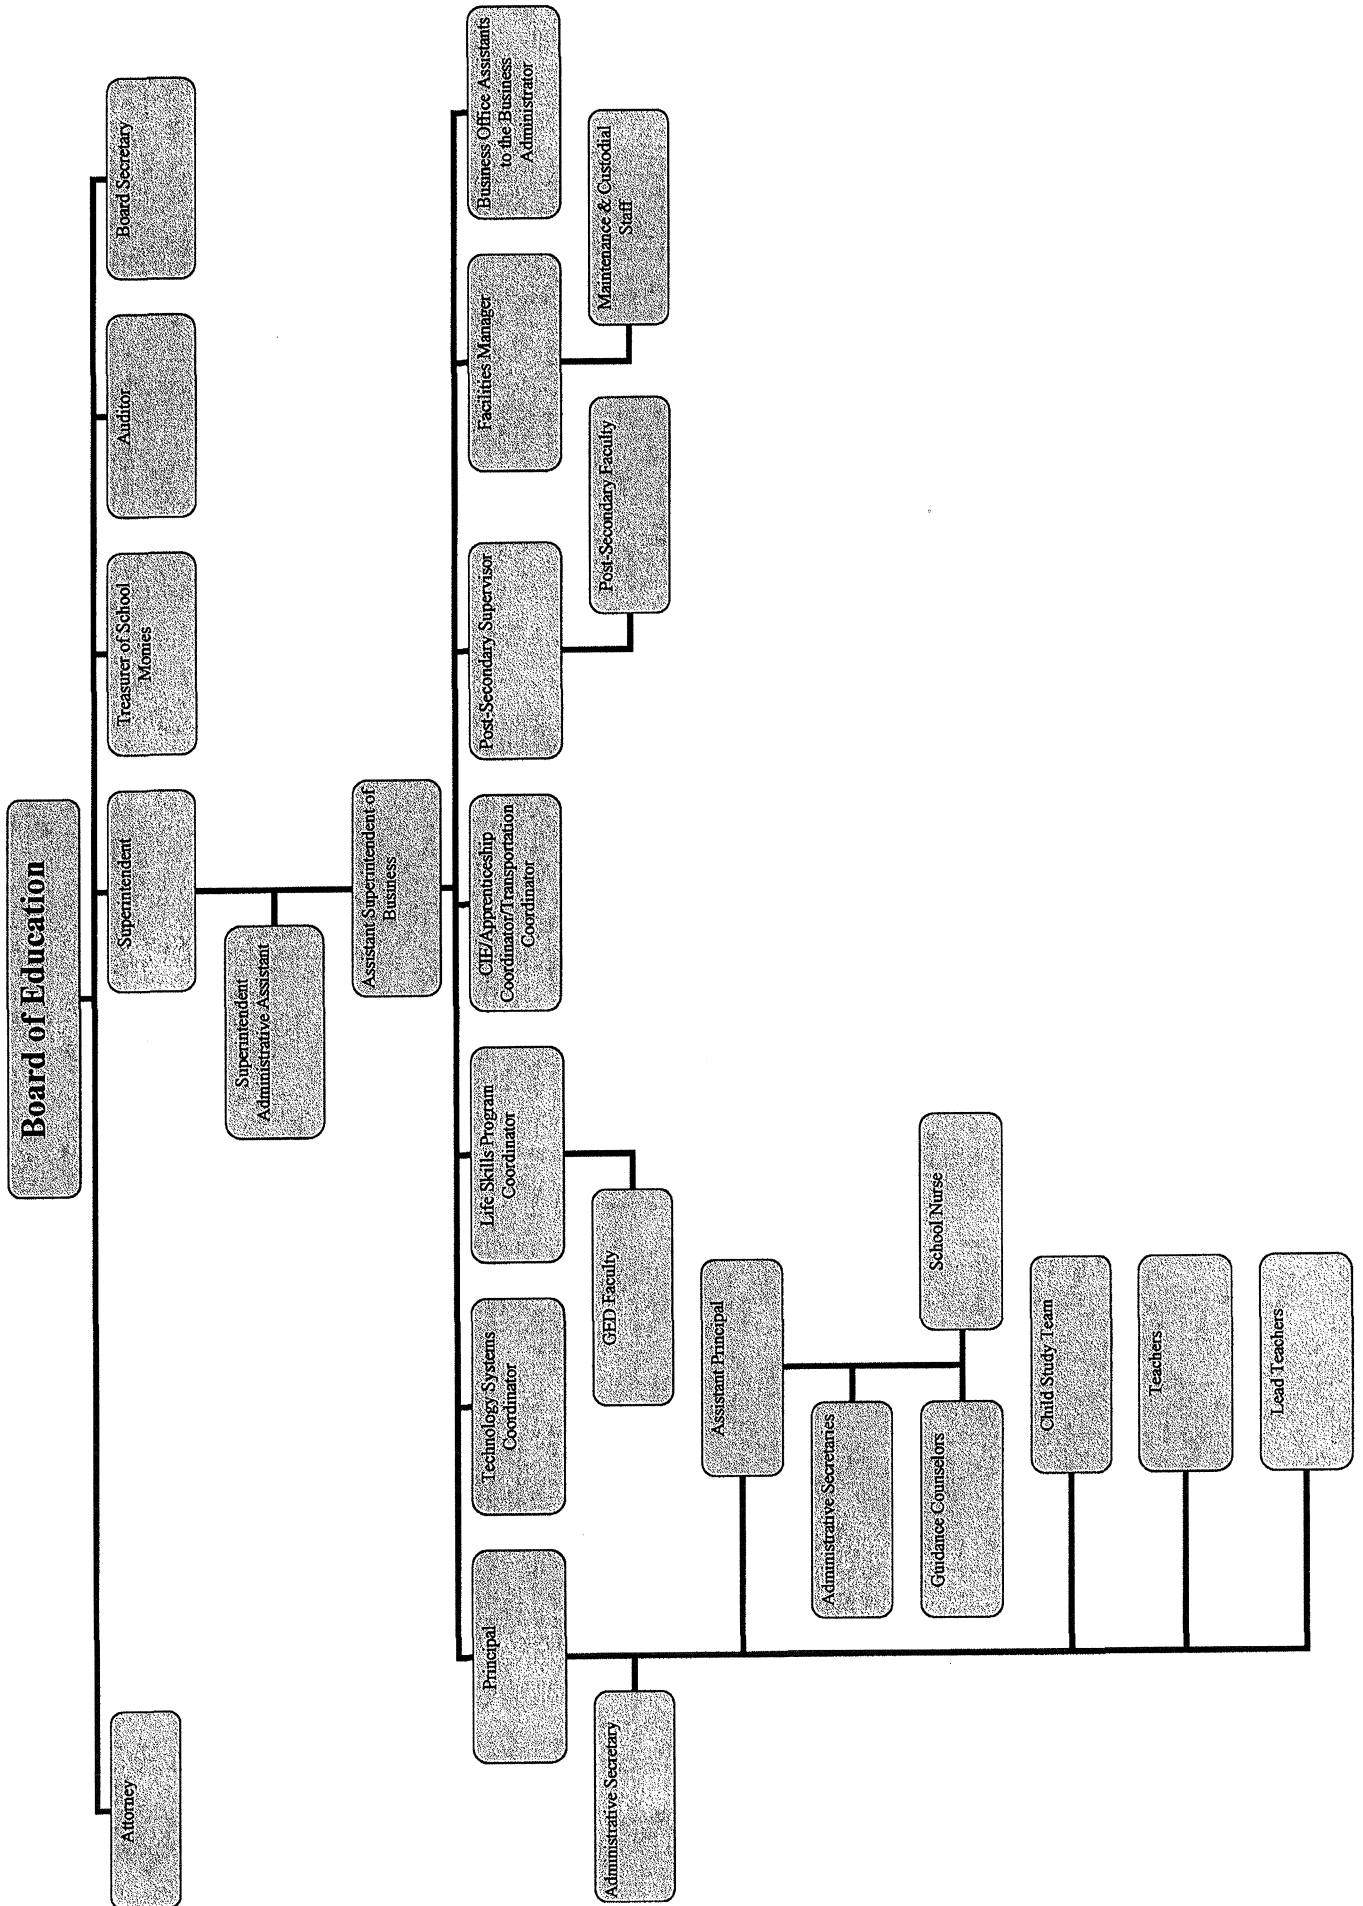 Board of Education
Attorney
Superintendent
Treasurer of School
Monies
Auditor
Board Secretary
Superintendent
Administrative Assistant
Assistant Superintendent of
Business
Principal
Technology Systems
Coordinator
Life Skills Program
Coordinator
CIE/Apprenticeship
Coordinator/Transportation
Coordinator
Post-Secondary Supervisor
Facilities Manager
Business Office Assistants
to the Business
Administrator
Administrative Secretary
GED Faculty
Post-Secondary Faculty
Maintenance & Custodial
Staff
Assistant Principal
Administrative Secretaries
Guidance Counselors
School Nurse
Child Study Team
Teachers
Lead Teachers